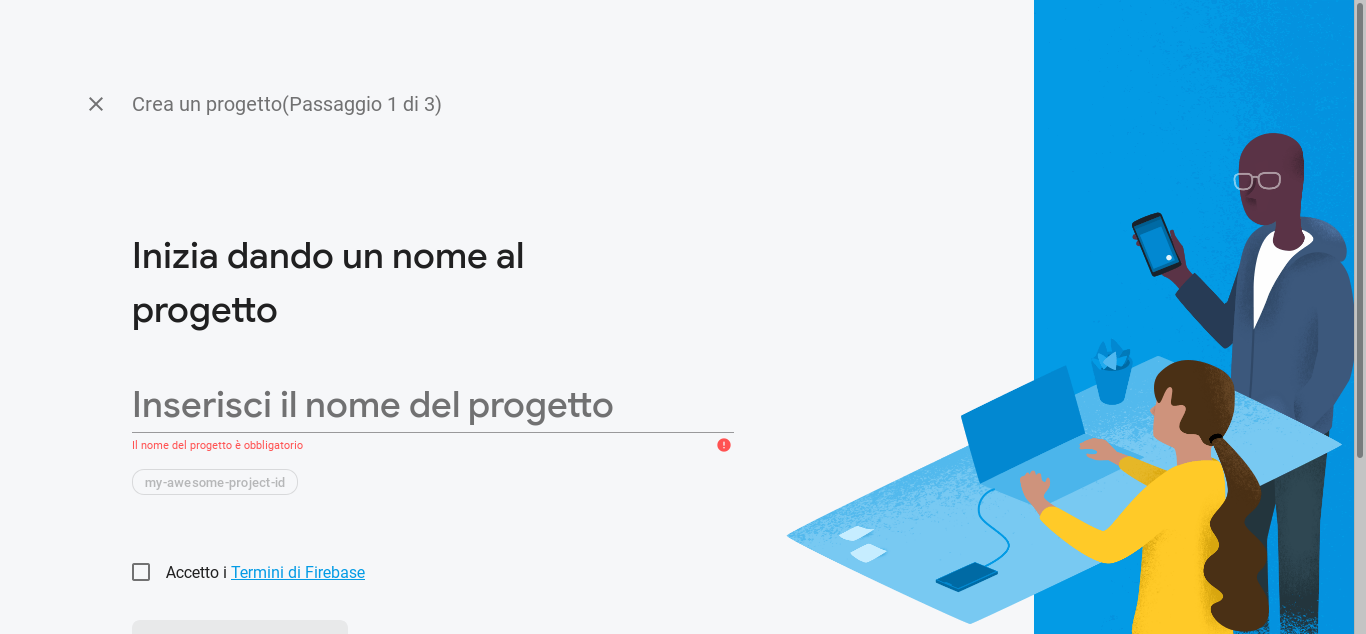 Crea un progetto(Passaggio 1 di 3)
Inizia dando un nome al
progetto
Inserisci il nome del progetto
Il nome del progetto è obbligatorio
my-awesome-project-id
Accetto i Termini di Firebase